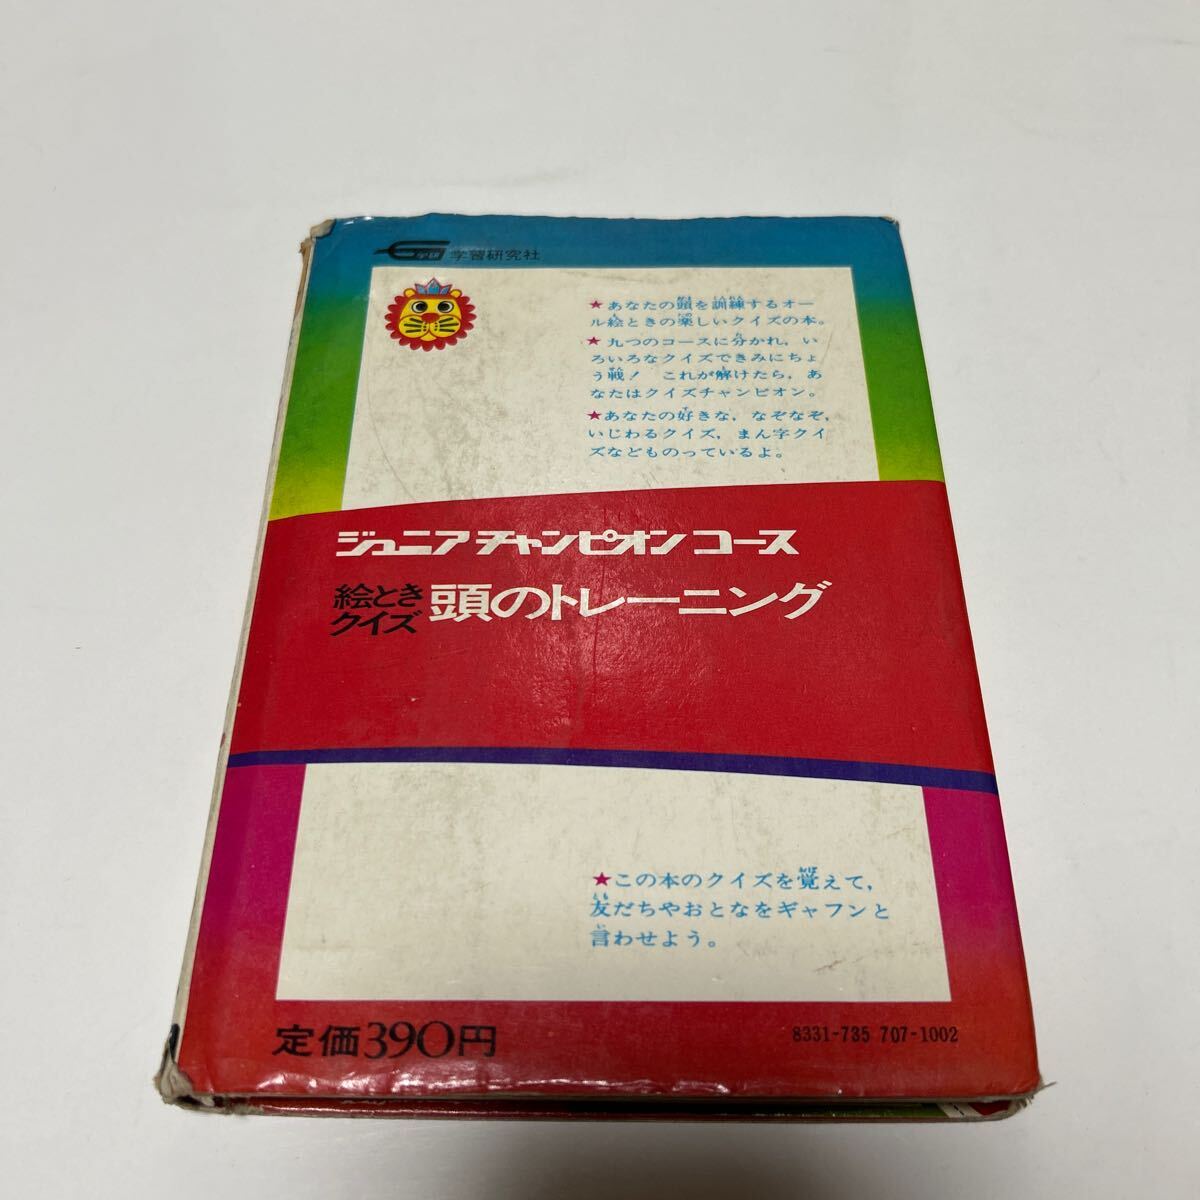 学研 学習研究社
★あなたの頭を訓練するオー
ル絵ときの楽しいクイズの本。
★九つのコースに分かれ，い
ろいろなクイズできみにちょ
う戦！ これが解けたら，あ
なたはクイズチャンピオン。
★あなたの好きな，なぞなぞ，
いじわるクイズ，まん字クイ
ズなどものっているよ。
ジュニアチャンピオン コース
絵とき
クイズ
頭のトレーニング
★この本のクイズを覚えて，
友だちやおとなをギャフンと
言わせよう。
定価390円
8331-735 707-1002